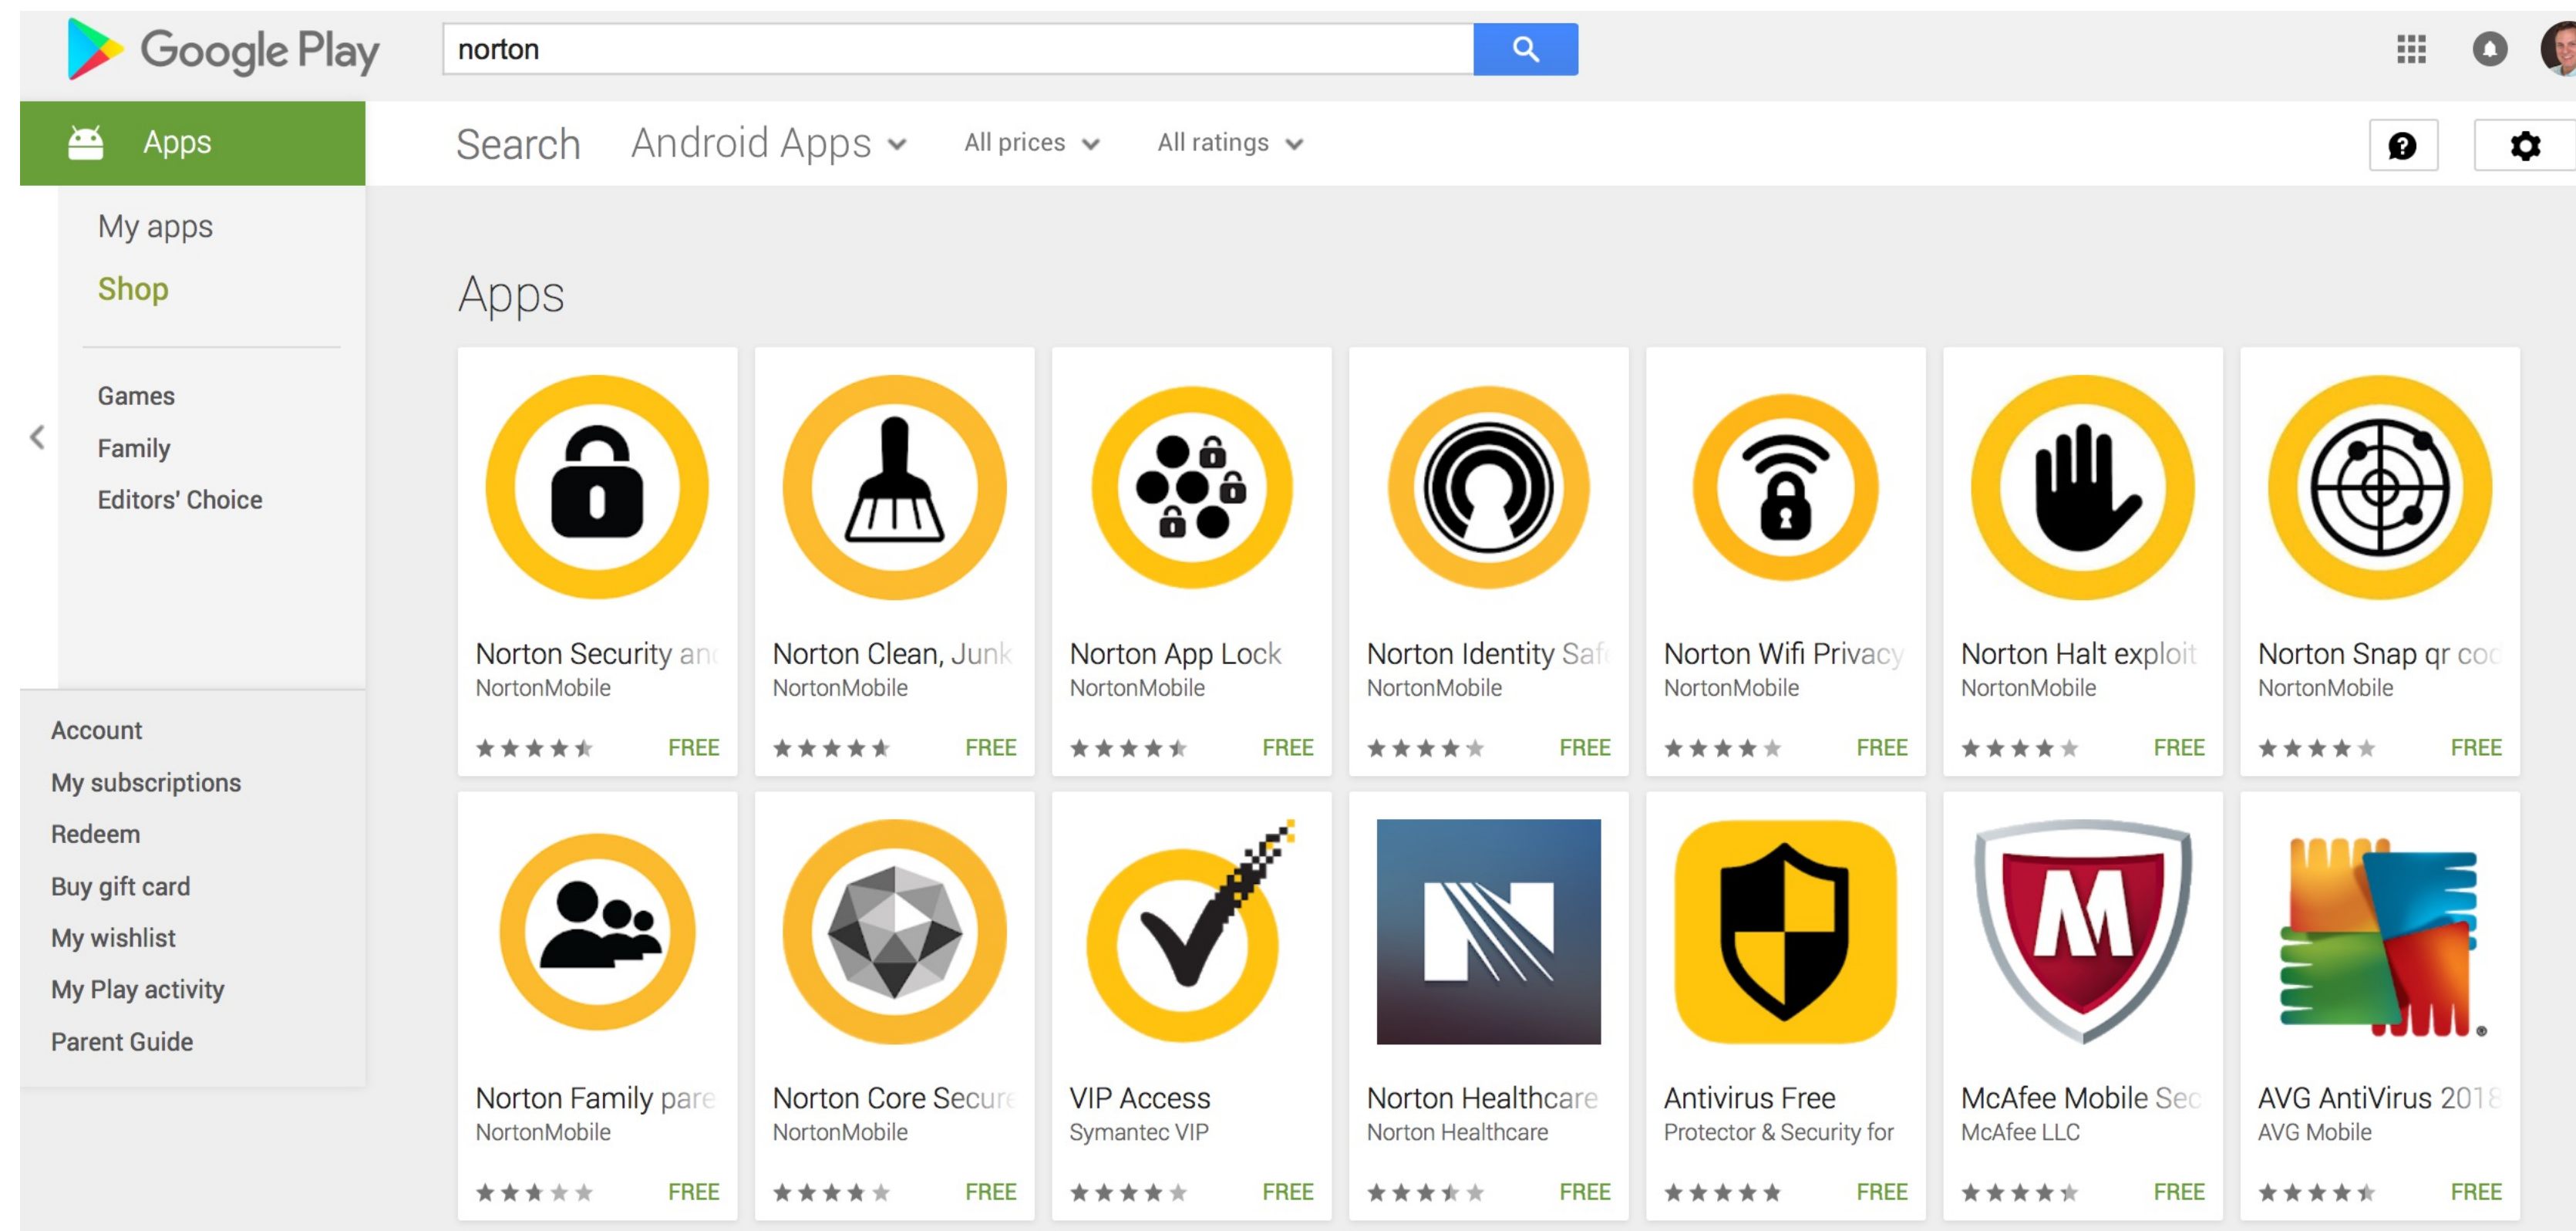 Google Play
norton
Apps
Search Android Apps All prices All ratings
My apps
Shop
Games
Family
Editors' Choice
Account
My subscriptions
Redeem
Buy gift card
My wishlist
My Play activity
Parent Guide
Apps
Norton Security and
NortonMobile
FREE
Norton Clean, Junk
NortonMobile
FREE
Norton App Lock
NortonMobile
FREE
Norton Identity Safe
NortonMobile
FREE
Norton Wifi Privacy
NortonMobile
FREE
Norton Halt exploit
NortonMobile
FREE
Norton Snap qr cod
NortonMobile
FREE
Norton Family pare
NortonMobile
FREE
Norton Core Secure
NortonMobile
FREE
VIP Access
Symantec VIP
FREE
Norton Healthcare
Norton Healthcare
FREE
Antivirus Free
Protector & Security for
FREE
McAfee Mobile Sec
McAfee LLC
FREE
AVG AntiVirus 2018
AVG Mobile
FREE